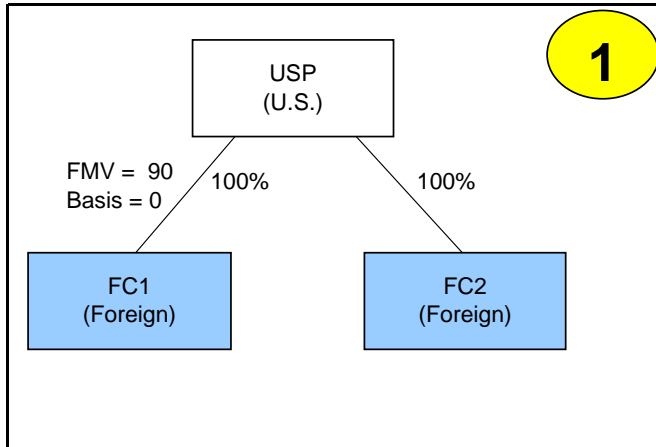 1
USP
(U.S.)
FMV =  90
Basis = 0
100%
100%
FC1
(Foreign)
FC2
(Foreign)